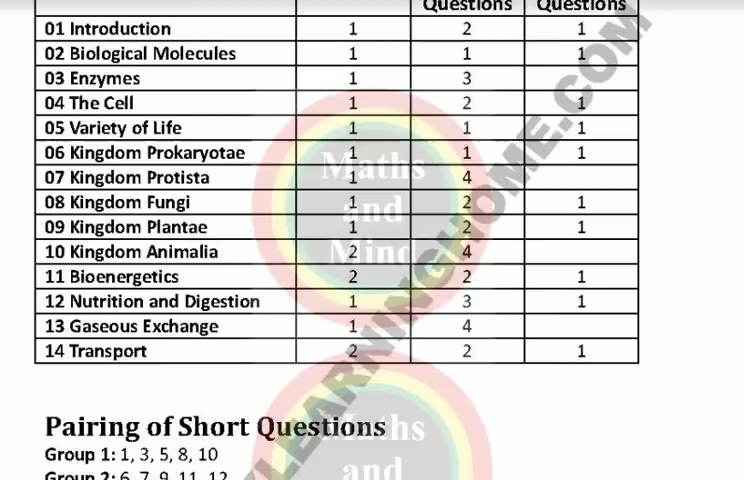 Questions Questions
01 Introduction 1 2 1
02 Biological Molecules 1 1 1
03 Enzymes 1 3
04 The Cell 1 2 1
05 Variety of Life 1 1 1
06 Kingdom Prokaryotae 1 1 1
07 Kingdom Protista 1 4
08 Kingdom Fungi 1 2 1
09 Kingdom Plantae 1 2 1
10 Kingdom Animalia 2 4
11 Bioenergetics 2 2 1
12 Nutrition and Digestion 1 3 1
13 Gaseous Exchange 1 4
14 Transport 2 2 1
Maths
and
Mind
LEARNINGHOME.COM
Pairing of Short Questions
Maths
and
Group 1: 1, 3, 5, 8, 10
Group 2: 6, 7, 9, 11, 12